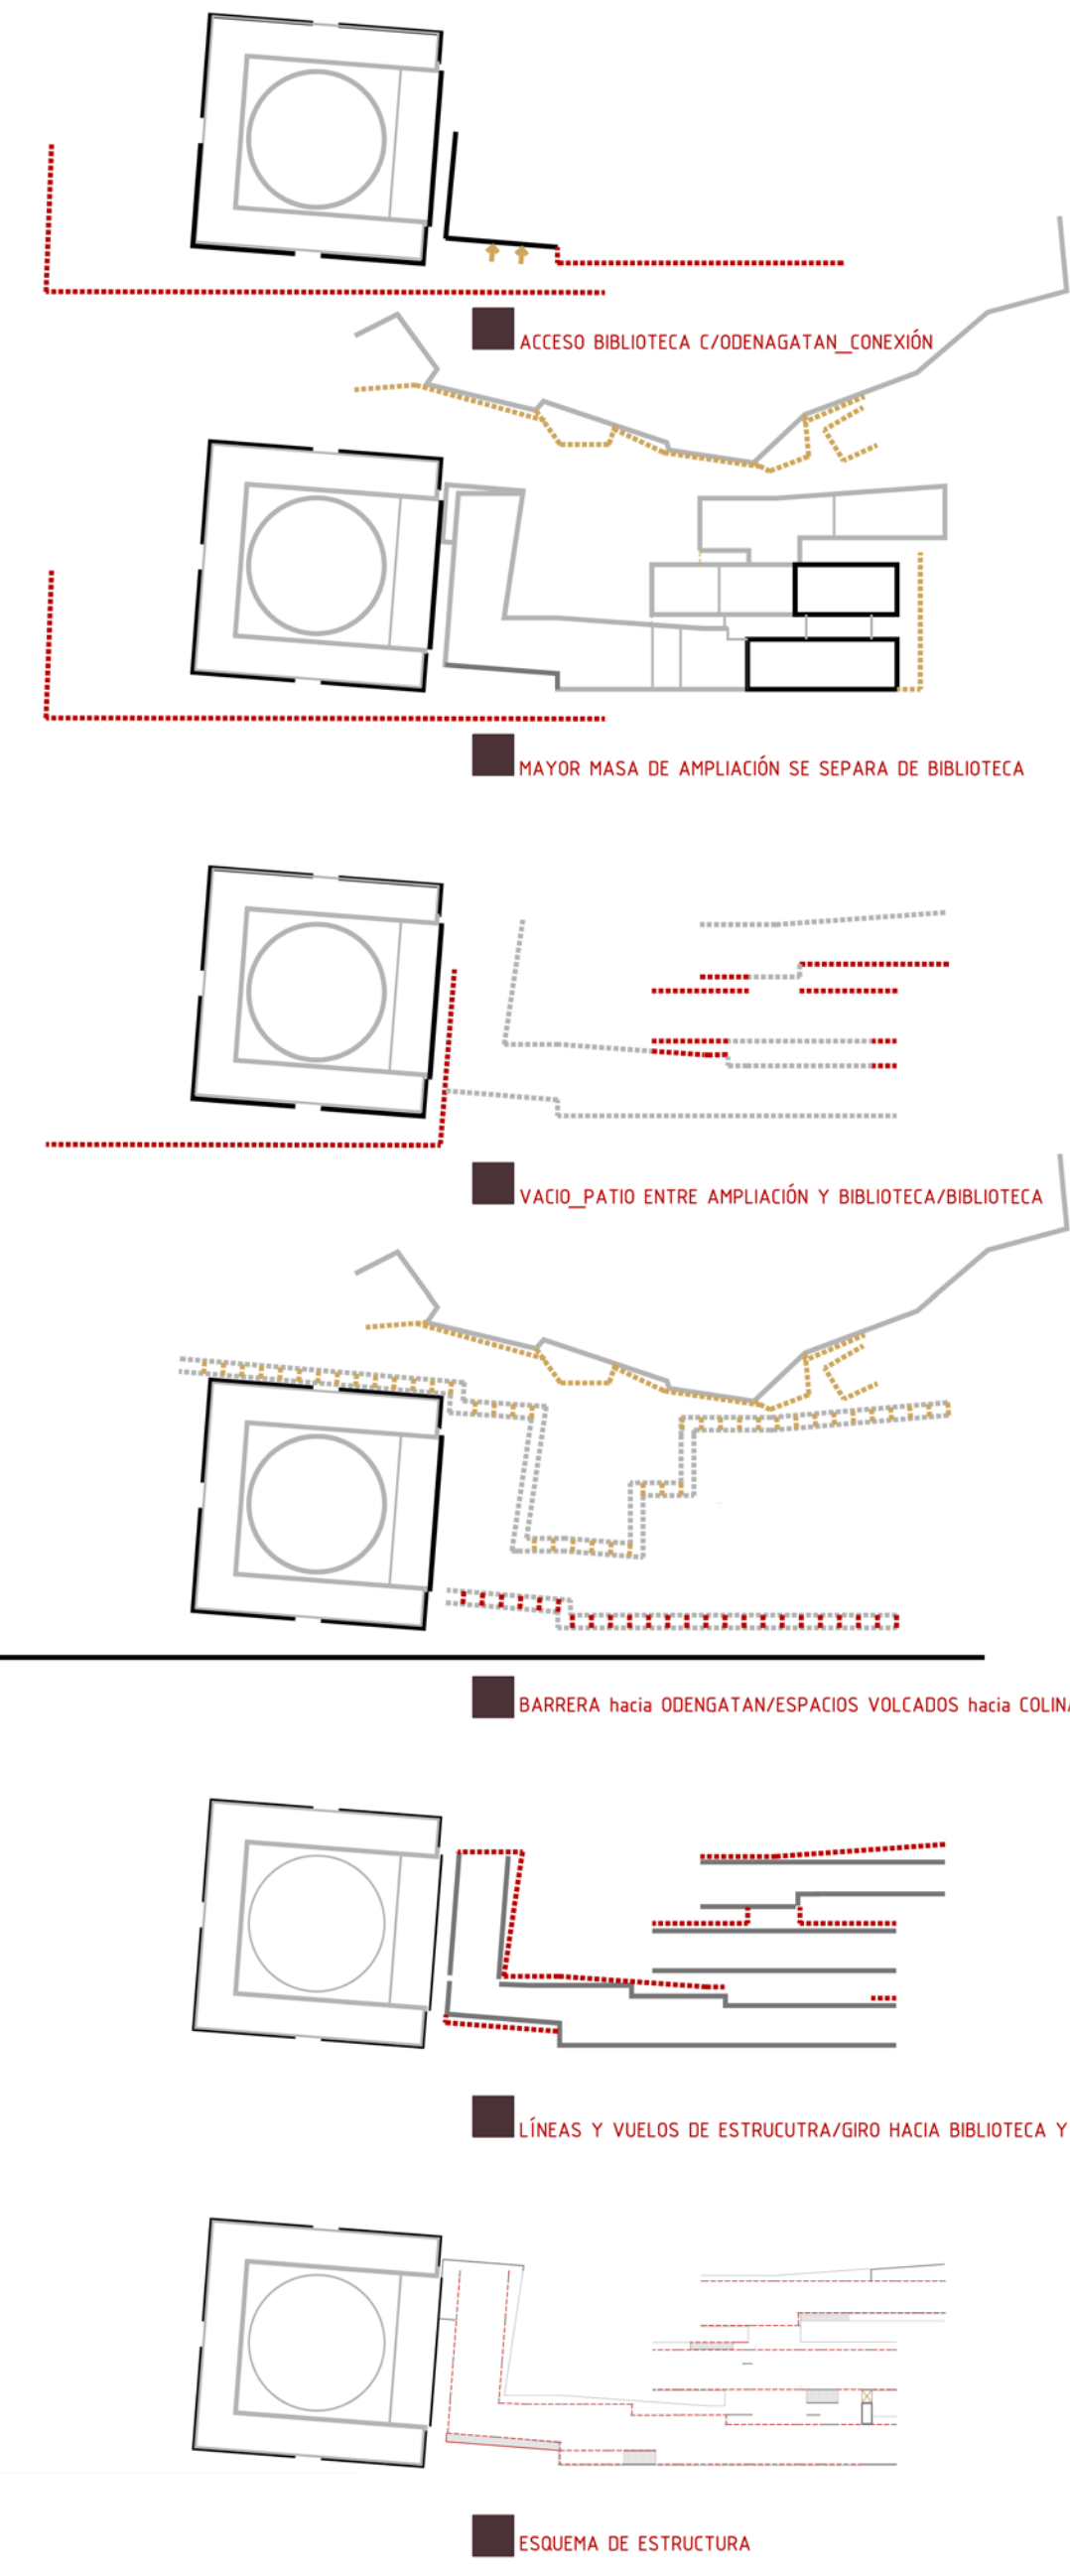 ACCESO BIBLIOTECA C/ODENAGATAN_CONEXIÓN
MAYOR MASA DE AMPLIACIÓN SE SEPARA DE BIBLIOTECA
VACIO_PATIO ENTRE AMPLIACIÓN Y BIBLIOTECA/BIBLIOTECA
BARRERA hacia ODENGATAN/ESPACIOS VOLCADOS hacia
LÍNEAS Y VUELOS DE ESTRUCUTRA/GIRO HACIA BIBLIOTECA Y
ESQUEMA DE ESTRUCTURA